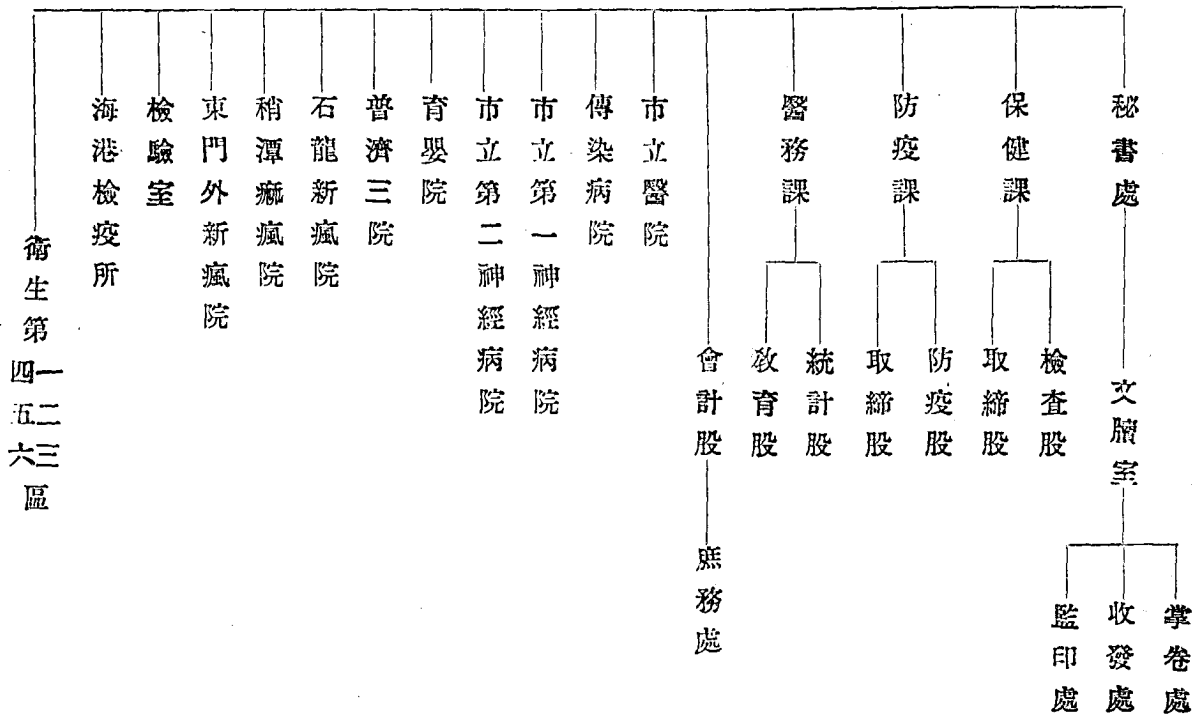 秘書處
文牘室
掌卷處
收發處
監印處
保健課
檢查股
取締股
防疫課
防疫股
取締股
醫務課
統計股
敎育股
會計股
庶務處
市立醫院
傳染病院
市立第一神經病院
市立第二神經病院
育嬰院
普濟三院
石龍新瘋院
稍潭痲瘋院
東門外新瘋院
檢驗室
海港檢疫所
衛生第一二三四五六區